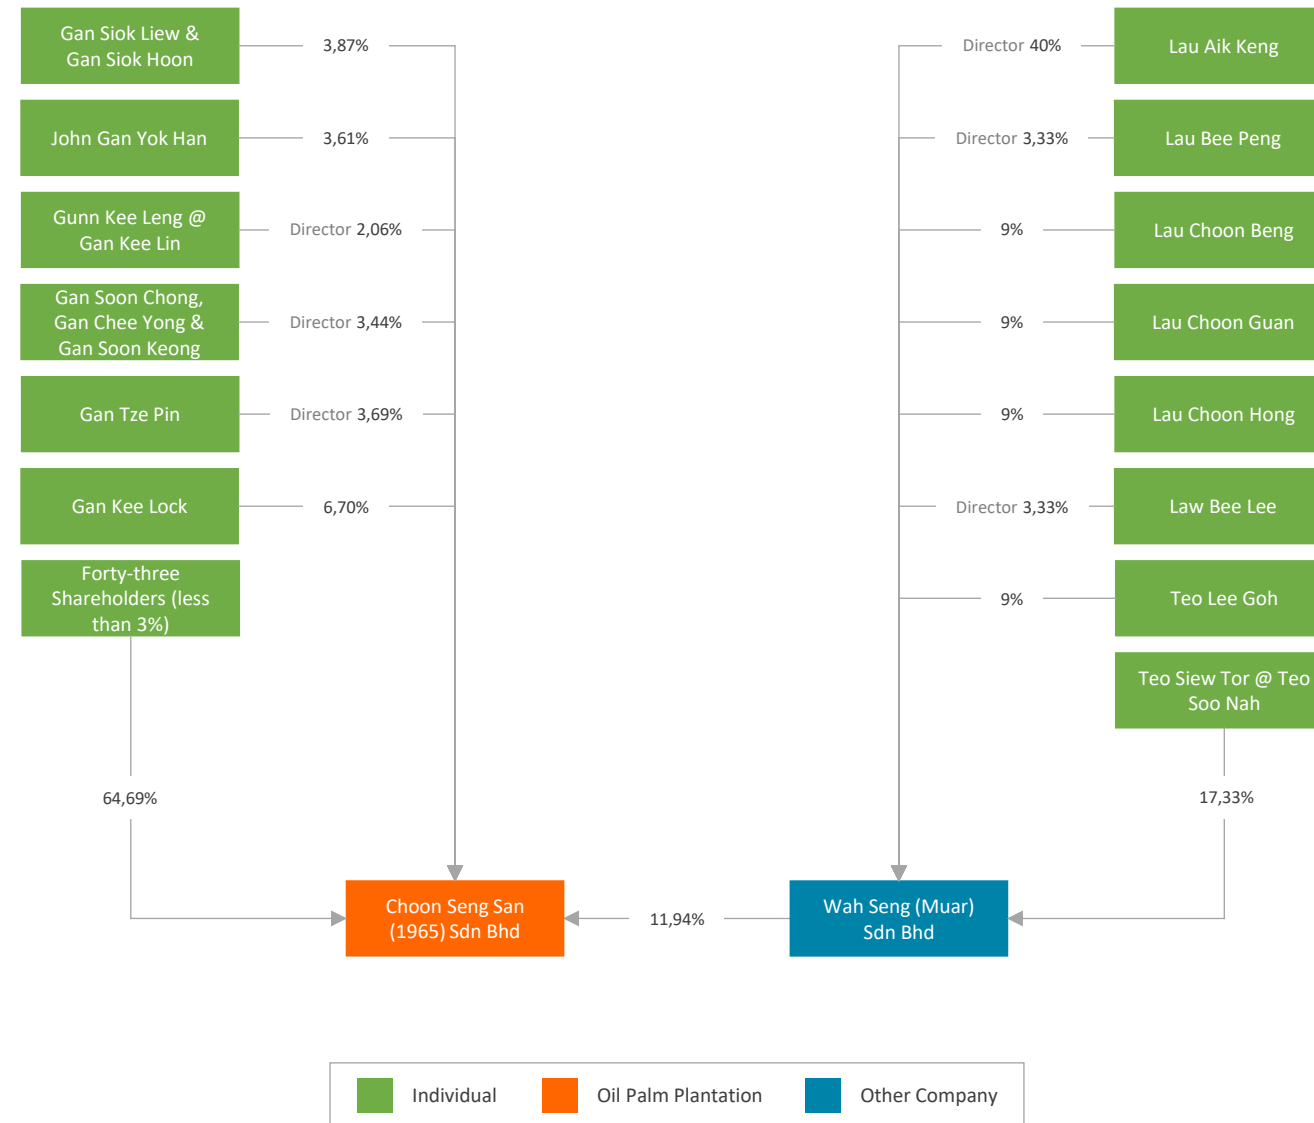 Gan Siok Liew &
Gan Siok Hoon
3,87%
Director 40%
Lau Aik Keng
John Gan Yok Han
3,61%
Director 3,33%
Lau Bee Peng
Gunn Kee Leng @
Gan Kee Lin
Director 2,06%
9%
Lau Choon Beng
Gan Soon Chong,
Gan Chee Yong &
Gan Soon Keong
Director 3,44%
9%
Lau Choon Guan
Gan Tze Pin
Director 3,69%
9%
Lau Choon Hong
Gan Kee Lock
6,70%
Director 3,33%
Law Bee Lee
Forty-three
Shareholders (less
than 3%)
9%
Teo Lee Goh
Teo Siew Tor @ Teo
Soo Nah
64,69%
17,33%
Choon Seng San
(1965) Sdn Bhd
11,94%
Wah Seng (Muar)
Sdn Bhd
Individual
Oil Palm Plantation
Other Company